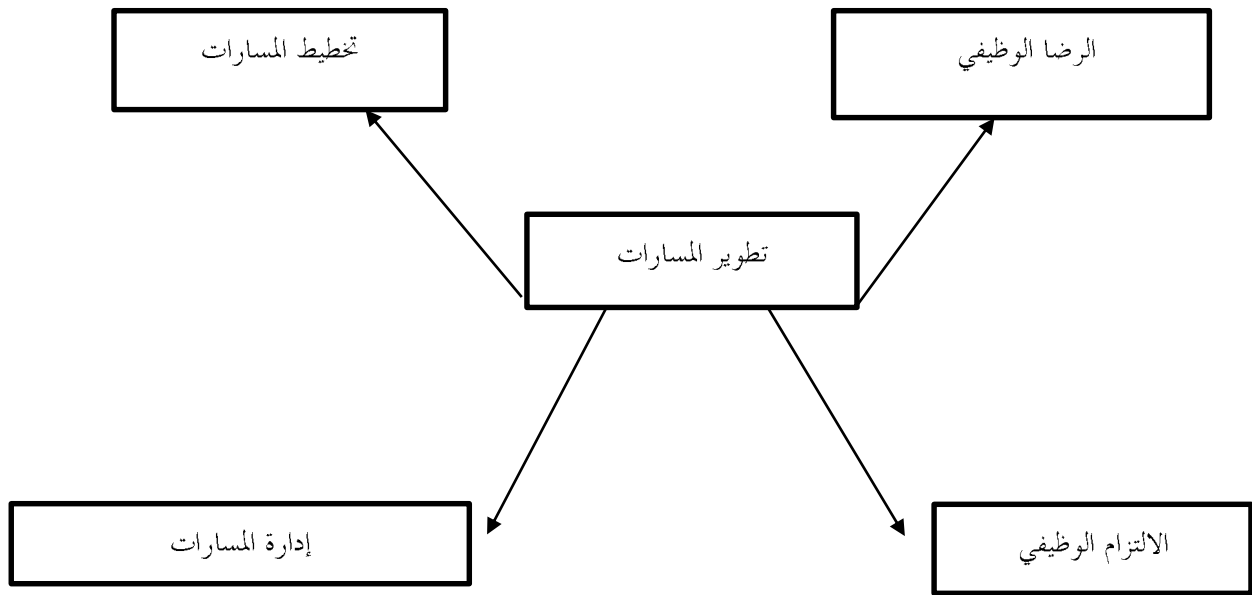 الرضا الوظيفي
تخطيط المسارات
تطوير المسارات
الالتزام الوظيفي
إدارة المسارات